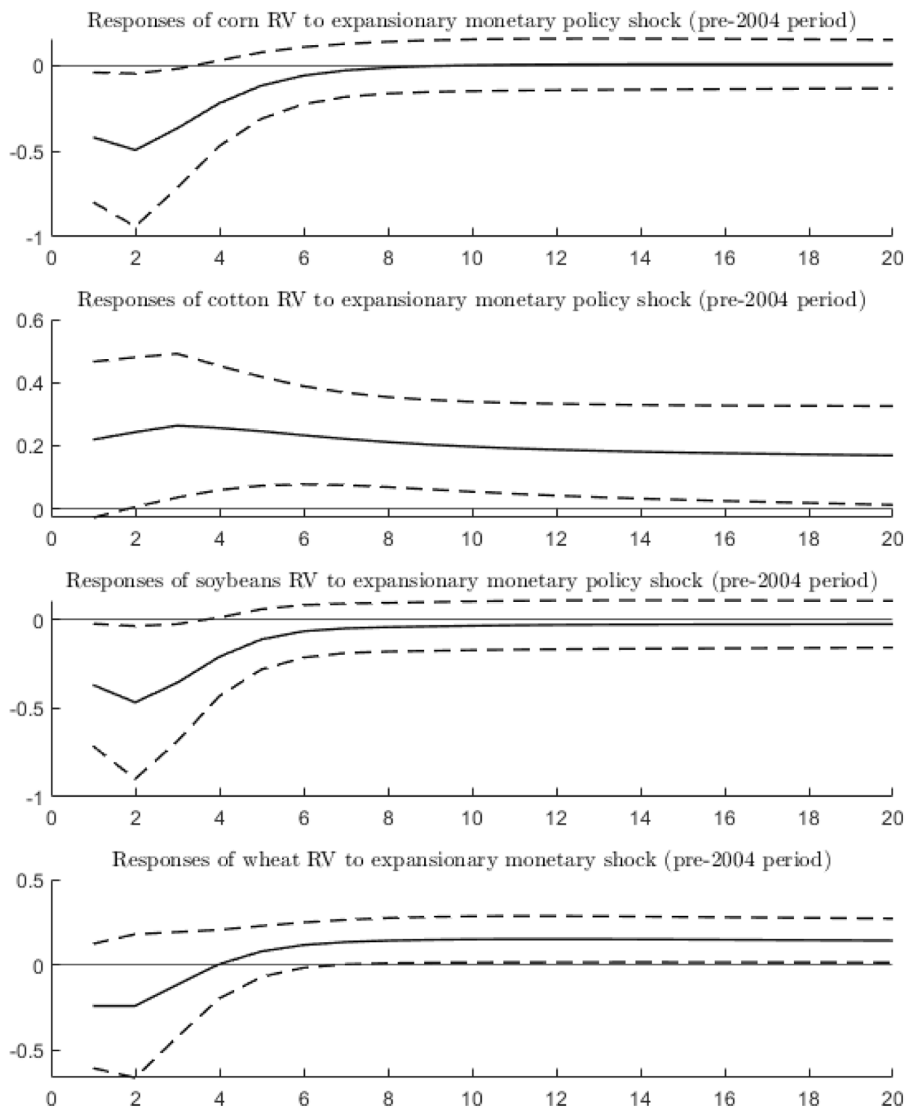 Responses of corn RV to expansionary monetary policy shock (pre-2004 period)
0
-0.5
-1
0 2 4 6 8 10 12 14 16 18 20
Responses of cotton RV to expansionary monetary policy shock (pre-2004 period)
0.6
0.4
0.2
0
0 2 4 6 8 10 12 14 16 18 20
Responses of soybeans RV to expansionary monetary policy shock (pre-2004 period)
0
-0.5
-1
0 2 4 6 8 10 12 14 16 18 20
Responses of wheat RV to expansionary monetary shock (pre-2004 period)
0.5
0
-0.5
0 2 4 6 8 10 12 14 16 18 20